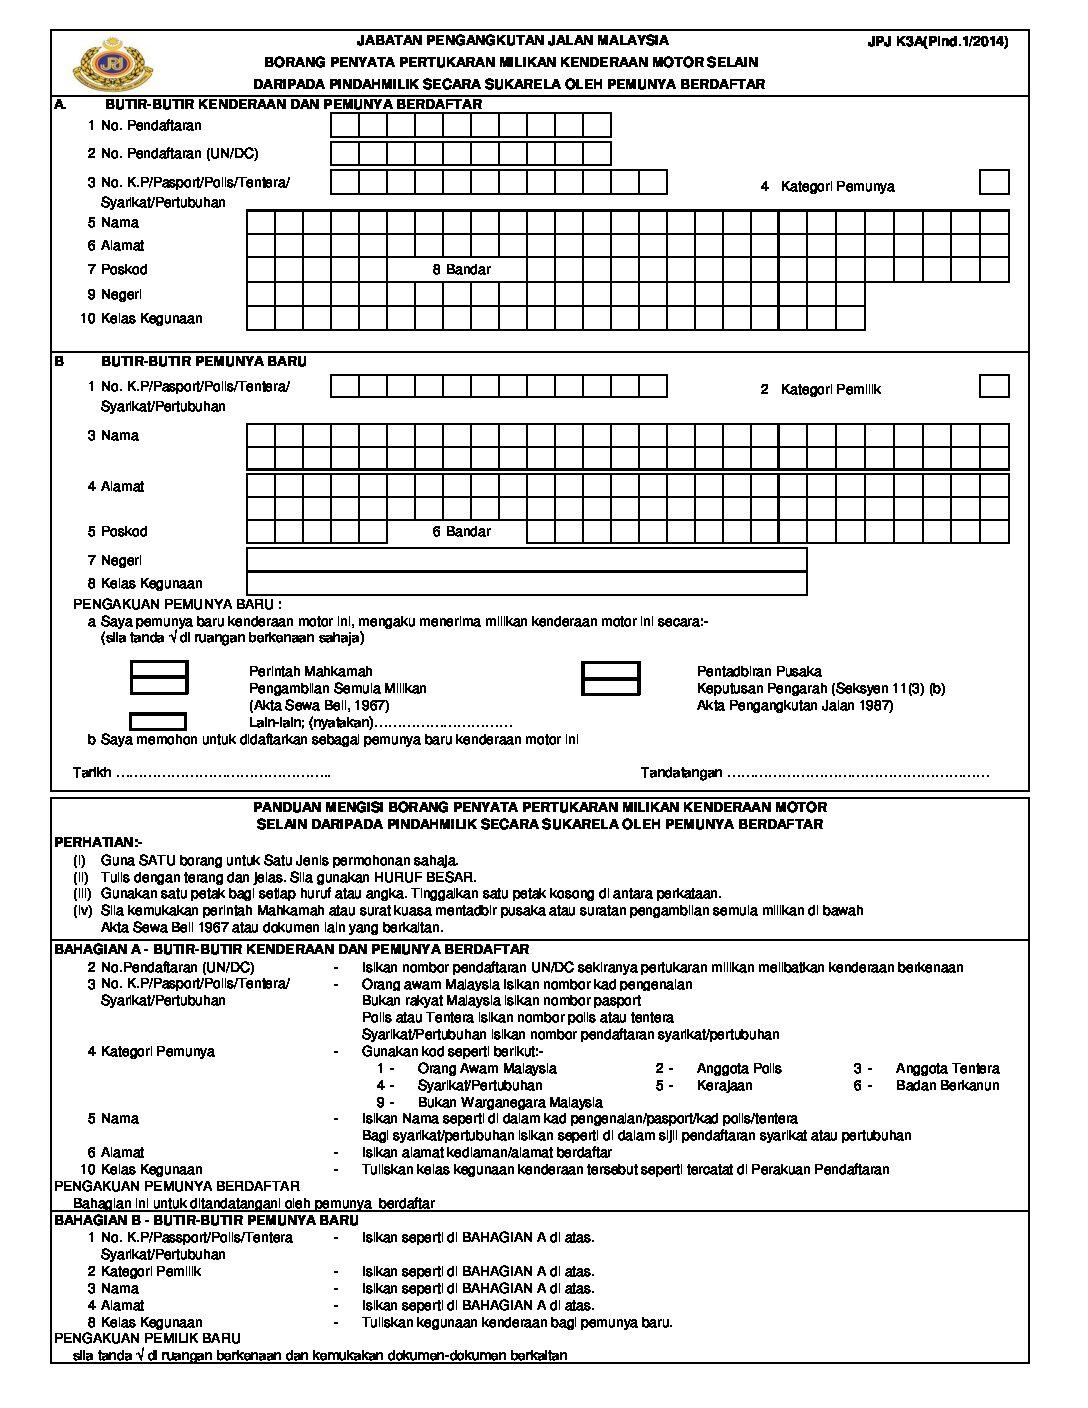 JPJ
JABATAN PENGANGKUTAN JALAN MALAYSIA
JPJ K3A(Pind.1/2014)
BORANG PENYATA PERTUKARAN MILIKAN KENDERAAN MOTOR SELAIN
DARIPADA PINDAHMILIK SECARA SUKARELA OLEH PEMUNYA BERDAFTAR
A. BUTIR-BUTIR KENDERAAN DAN PEMUNYA BERDAFTAR
1 No. Pendaftaran
2 No. Pendaftaran (UN/DC)
3 No. K.P/Pasport/Polis/Tentera/
4 Kategori Pemunya
Syarikat/Pertubuhan
5 Nama
6 Alamat
7 Poskod 8 Bandar
9 Negeri
10 Kelas Kegunaan
B BUTIR-BUTIR PEMUNYA BARU
1 No. K.P/Pasport/Polis/Tentera/
2 Kategori Pemilik
Syarikat/Pertubuhan
3 Nama
4 Alamat
5 Poskod 6 Bandar
7 Negeri
8 Kelas Kegunaan
PENGAKUAN PEMUNYA BARU :
a Saya pemunya baru kenderaan motor ini, mengaku menerima milikan kenderaan motor ini secara:-
(sila tanda √ di ruangan berkenaan sahaja)
Perintah Mahkamah Pentadbiran Pusaka
Pengambilan Semula Milikan Keputusan Pengarah (Seksyen 11(3) (b)
(Akta Sewa Beli, 1967) Akta Pengangkutan Jalan 1987)
Lain-lain; (nyatakan)…………………………
b Saya memohon untuk didaftarkan sebagai pemunya baru kenderaan motor ini
Tarikh ……………………………………….. Tandatangan …………………………………………………
PANDUAN MENGISI BORANG PENYATA PERTUKARAN MILIKAN KENDERAAN MOTOR
SELAIN DARIPADA PINDAHMILIK SECARA SUKARELA OLEH PEMUNYA BERDAFTAR
PERHATIAN:-
(i) Guna SATU borang untuk Satu Jenis permohonan sahaja.
(ii) Tulis dengan terang dan jelas. Sila gunakan HURUF BESAR.
(iii) Gunakan satu petak bagi setiap huruf atau angka. Tinggalkan satu petak kosong di antara perkataan.
(iv) Sila kemukakan perintah Mahkamah atau surat kuasa mentadbir pusaka atau suratan pengambilan semula milikan di bawah
Akta Sewa Beli 1967 atau dokumen lain yang berkaitan.
BAHAGIAN A - BUTIR-BUTIR KENDERAAN DAN PEMUNYA BERDAFTAR
2 No.Pendaftaran (UN/DC) - Isikan nombor pendaftaran UN/DC sekiranya pertukaran milikan melibatkan kenderaan berkenaan
3 No. K.P/Pasport/Polis/Tentera/ - Orang awam Malaysia isikan nombor kad pengenalan
Syarikat/Pertubuhan Bukan rakyat Malaysia isikan nombor pasport
Polis atau Tentera isikan nombor polis atau tentera
Syarikat/Pertubuhan isikan nombor pendaftaran syarikat/pertubuhan
4 Kategori Pemunya - Gunakan kod seperti berikut:-
1 - Orang Awam Malaysia 2 - Anggota Polis 3 - Anggota Tentera
4 - Syarikat/Pertubuhan 5 - Kerajaan 6 - Badan Berkanun
9 - Bukan Warganegara Malaysia
5 Nama - Isikan Nama seperti di dalam kad pengenalan/pasport/kad polis/tentera
Bagi syarikat/pertubuhan isikan seperti di dalam sijil pendaftaran syarikat atau pertubuhan
6 Alamat - Isikan alamat kediaman/alamat berdaftar
10 Kelas Kegunaan - Tuliskan kelas kegunaan kenderaan tersebut seperti tercatat di Perakuan Pendaftaran
PENGAKUAN PEMUNYA BERDAFTAR
Bahagian ini untuk ditandatangani oleh pemunya berdaftar
BAHAGIAN B - BUTIR-BUTIR PEMUNYA BARU
1 No. K.P/Passport/Polis/Tentera - Isikan seperti di BAHAGIAN A di atas.
Syarikat/Pertubuhan
2 Kategori Pemilik - Isikan seperti di BAHAGIAN A di atas.
3 Nama - Isikan seperti di BAHAGIAN A di atas.
4 Alamat - Isikan seperti di BAHAGIAN A di atas.
8 Kelas Kegunaan - Tuliskan kegunaan kenderaan bagi pemunya baru.
PENGAKUAN PEMILIK BARU
sila tanda √ di ruangan berkenaan dan kemukakan dokumen-dokumen berkaitan